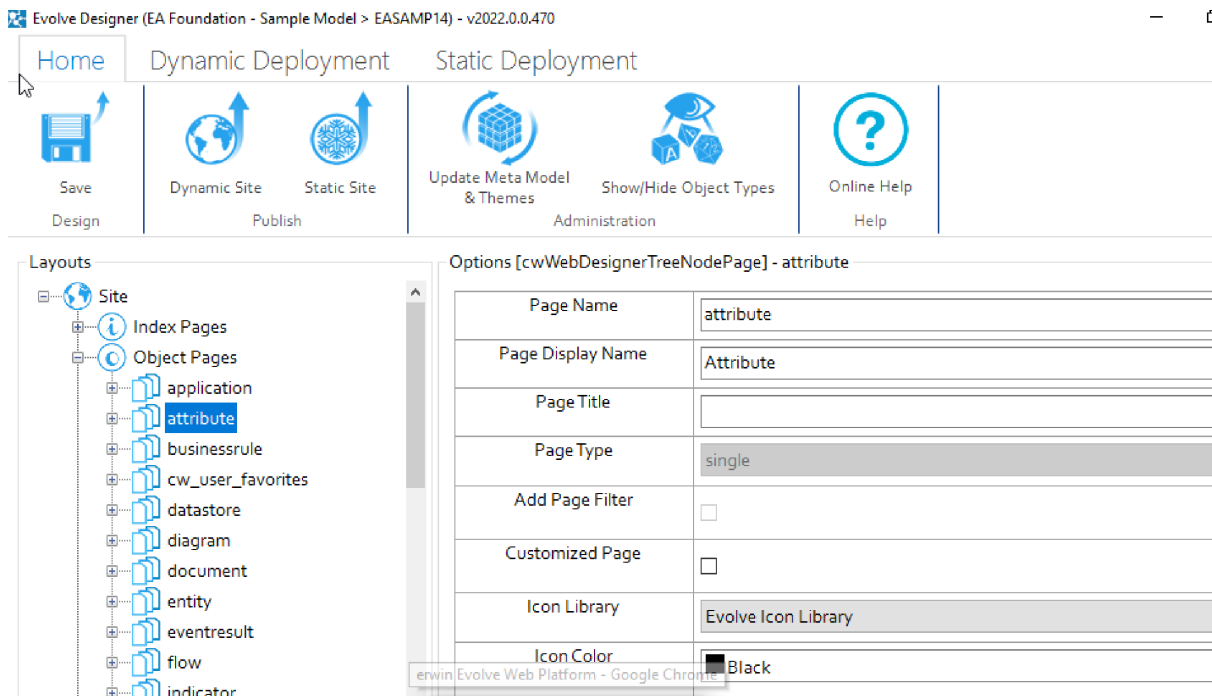 Evolve Designer (EA Foundation - Sample Model > EASAMP14) - v2022.0.0.470
Home Dynamic Deployment Static Deployment
Save Dynamic Site Static Site Update Meta Model & Themes Show/Hide Object Types Online Help
Design Publish Administration Help
Layouts
Site
Index Pages
Object Pages
application
attribute
businessrule
cw_user_favorites
datastore
diagram
document
entity
eventresult
flow
indicator
Options [cwWebDesignerTreeNodePage] - attribute
Page Name attribute
Page Display Name Attribute
Page Title
Page Type single
Add Page Filter
Customized Page
Icon Library Evolve Icon Library
Icon Color Black
erwin Evolve Web Platform - Google Chrome